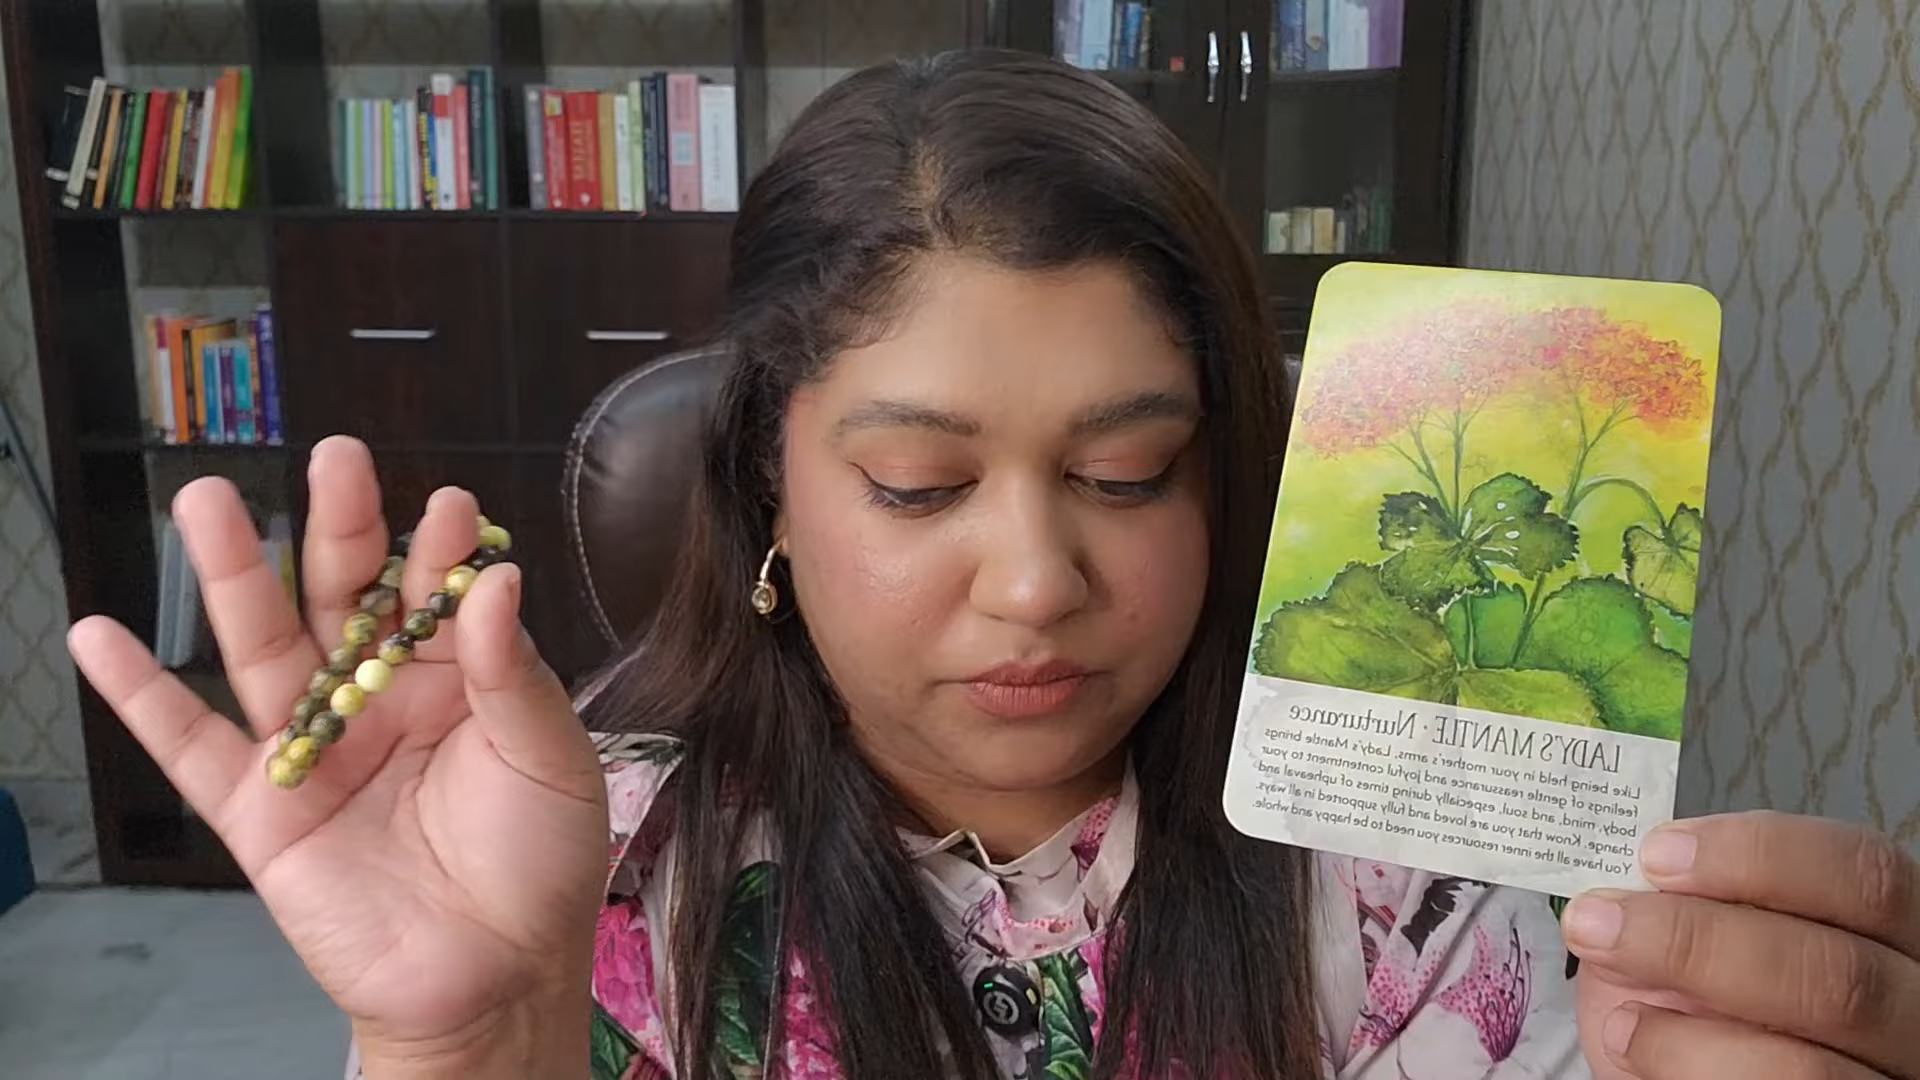 LADY'S MANTLE · Nurturance
Like being held in your mother's arms, Lady's Mantle brings
feelings of gentle reassurance and joyful contentment to your
body, mind, and soul, especially during times of upheaval and
change. Know that you are loved and fully supported in all ways.
You have all the inner resources you need to be happy and whole.